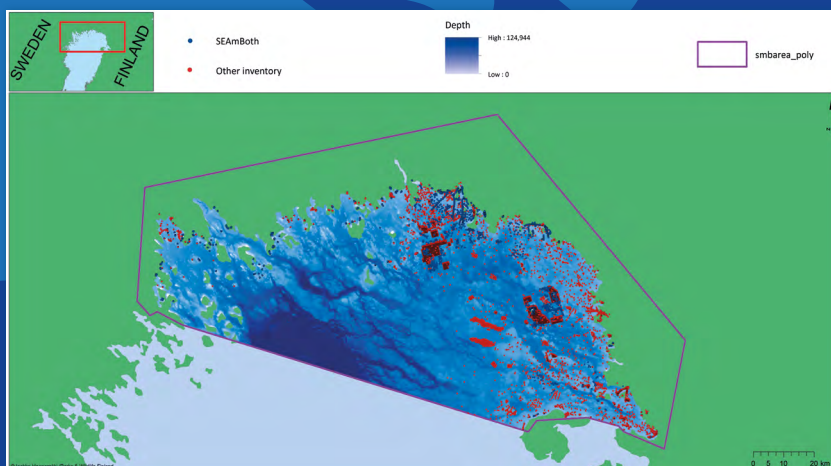 SWEDEN
FINLAND
SEAmBoth
Other inventory
Depth
High : 124,944
Low : 0
smbarea_poly
0 5 10 20 km